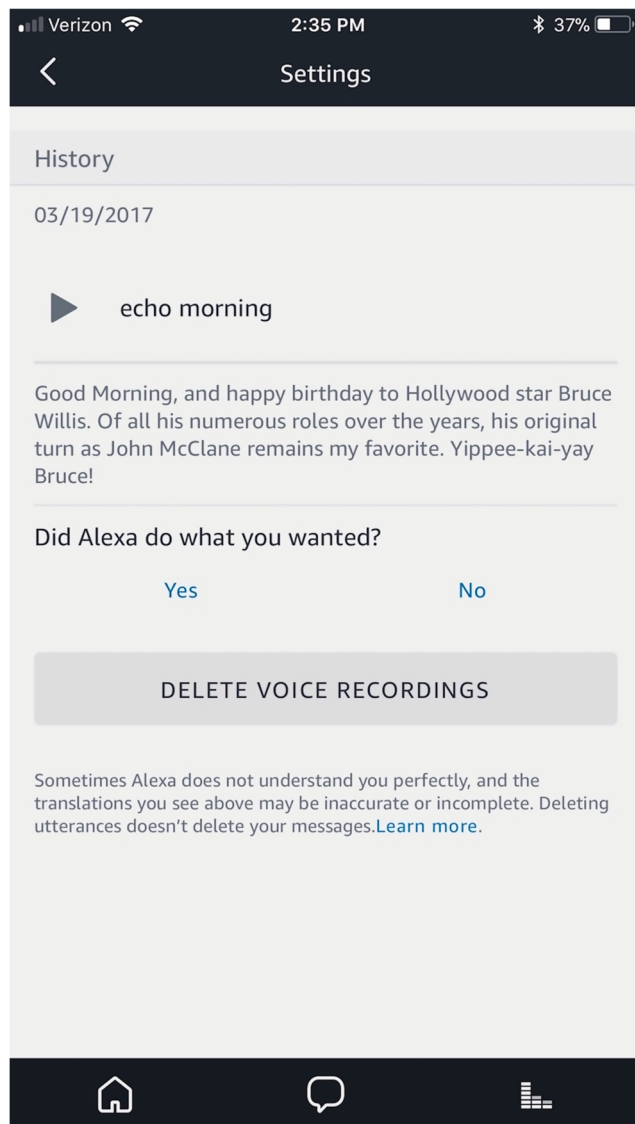 Verizon 2:35 PM 37%
Settings
History
03/19/2017
echo morning
Good Morning, and happy birthday to Hollywood star Bruce
Willis. Of all his numerous roles over the years, his original
turn as John McClane remains my favorite. Yippee-kai-yay
Bruce!
Did Alexa do what you wanted?
Yes No
DELETE VOICE RECORDINGS
Sometimes Alexa does not understand you perfectly, and the
translations you see above may be inaccurate or incomplete. Deleting
utterances doesn't delete your messages.Learn more.